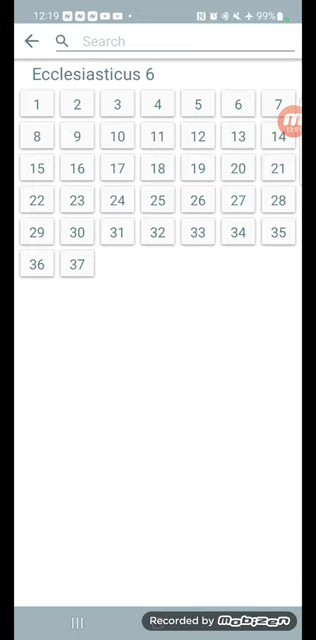 12:19 N N 99%
Search
Ecclesiasticus 6
1 2 3 4 5 6 7
8 9 10 11 12 13 14
15 16 17 18 19 20 21
22 23 24 25 26 27 28
29 30 31 32 33 34 35
36 37
Recorded by Mobizen